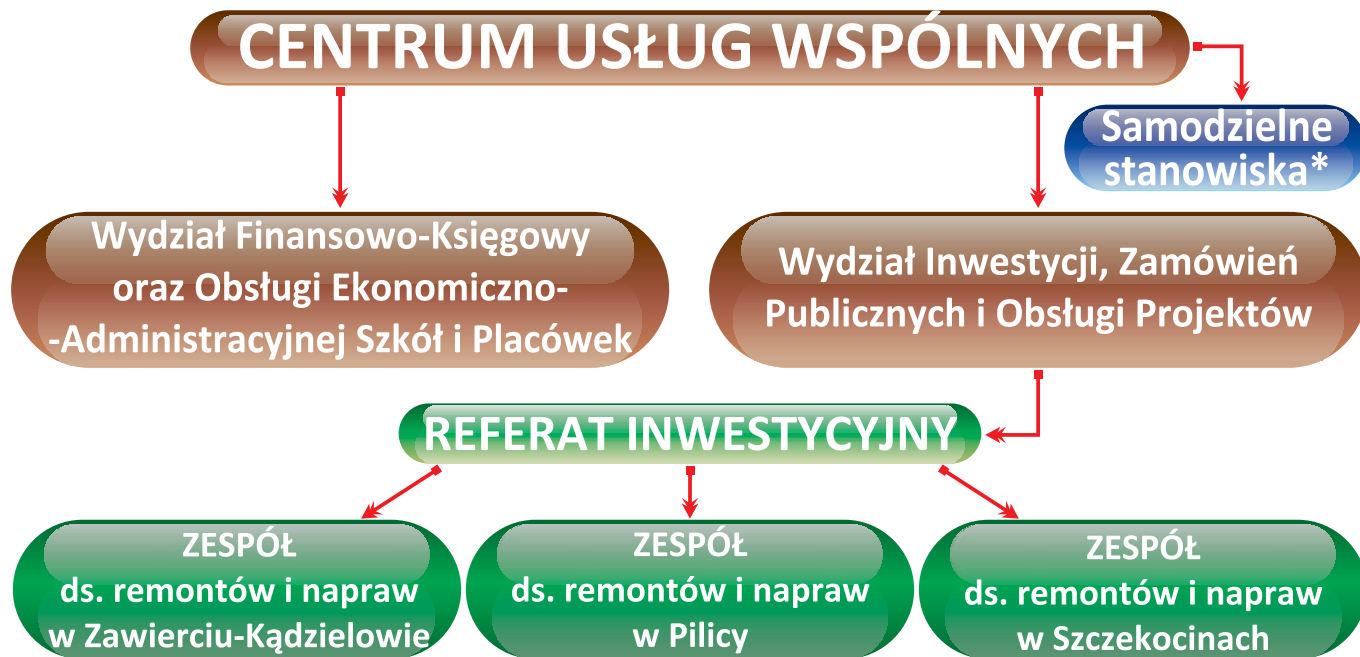 CENTRUM USŁUG WSPÓLNYCH
Samodzielne
stanowiska*
Wydział Finansowo-Księgowy
oraz Obsługi Ekonomiczno-
-Administracyjnej Szkół i Placówek
Wydział Inwestycji, Zamówień
Publicznych i Obsługi Projektów
REFERAT INWESTYCYJNY
ZESPÓŁ
ds. remontów i napraw
w Zawierciu-Kądzielowie
ZESPÓŁ
ds. remontów i napraw
w Pilicy
ZESPÓŁ
ds. remontów i napraw
w Szczekocinach